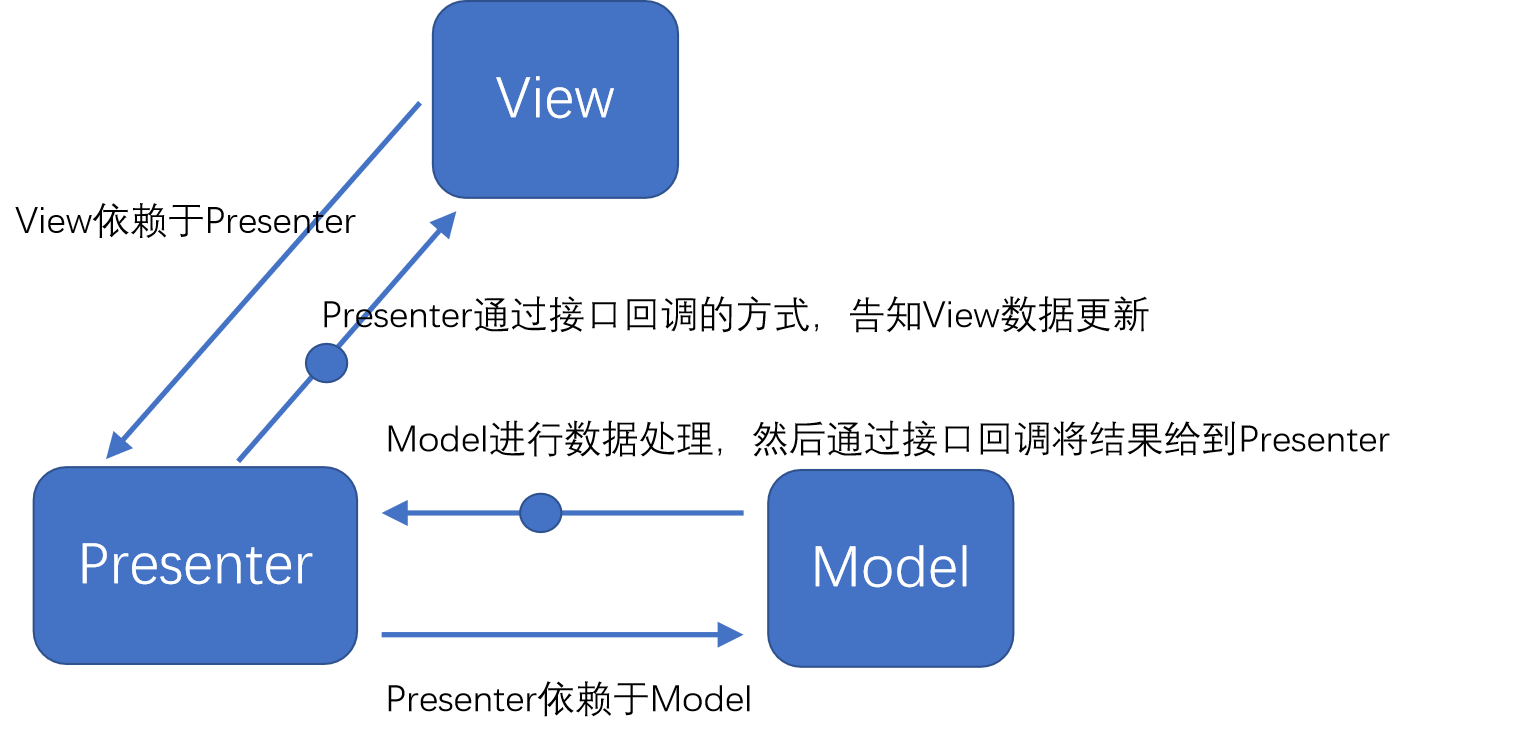 View
View依赖于Presenter
Presenter通过接口回调的方式，告知View数据更新
Model进行数据处理，然后通过接口回调将结果给到Presenter
Presenter
Model
Presenter依赖于Model